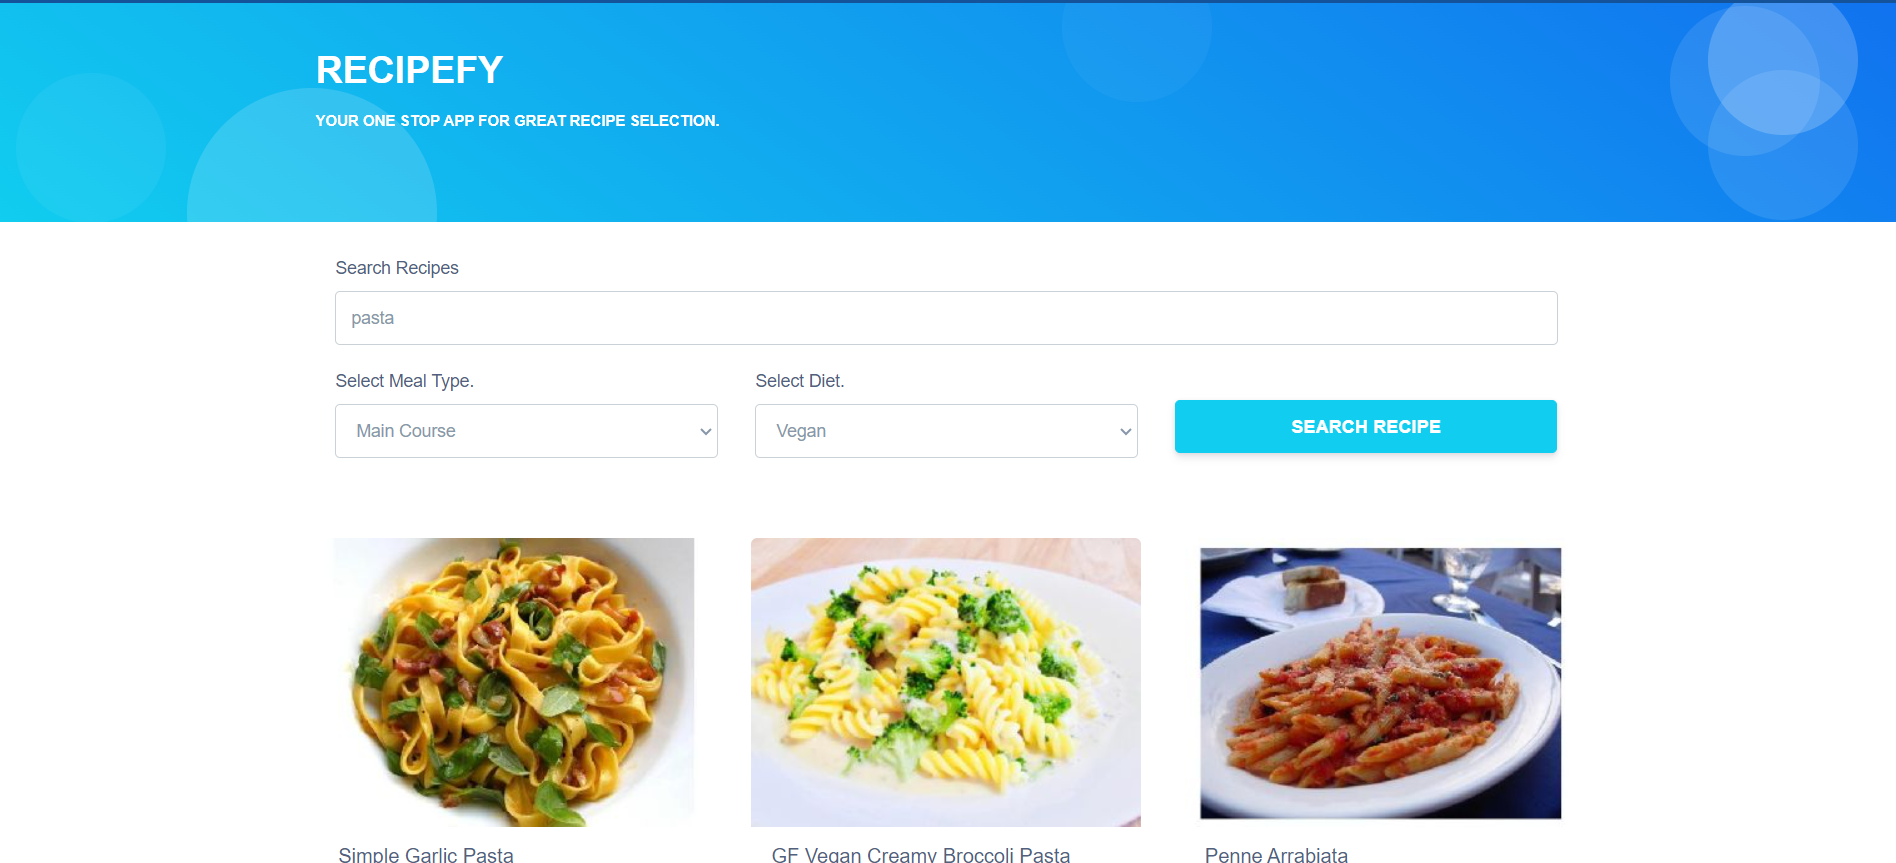 RECIPEFY
YOUR ONE STOP APP FOR GREAT RECIPE SELECTION.
Search Recipes
pasta
Select Meal Type.
Select Diet.
Main Course
Vegan
SEARCH RECIPE
Simple Garlic Pasta
GF Vegan Creamy Broccoli Pasta
Penne Arrabiata